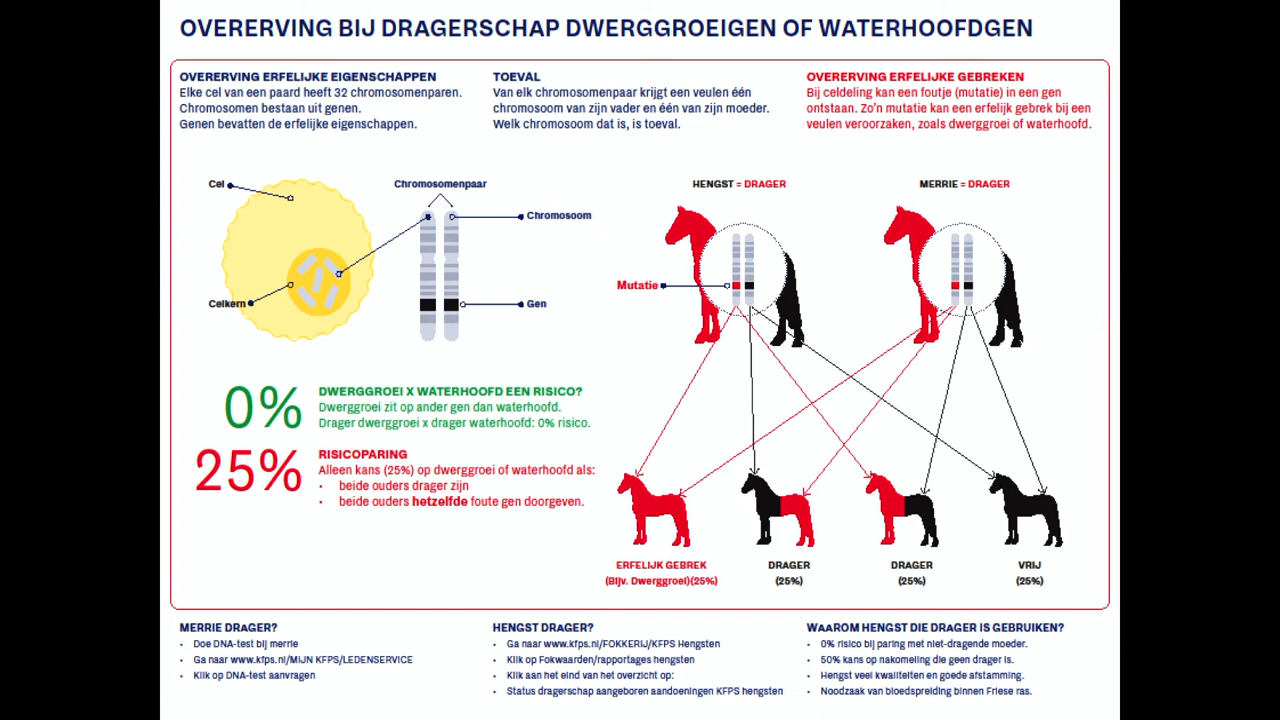 OVERERVING BIJ DRAGERSCHAP DWERGGROEIGEN OF WATERHOOFDGEN
OVERERVING ERFELIJKE EIGENSCHAPPEN
Elke cel van een paard heeft 32 chromosomenparen.
Chromosomen bestaan uit genen.
Genen bevatten de erfelijke eigenschappen.
TOEVAL
Van elk chromosomenpaar krijgt een veulen één
chromosoom van zijn vader en één van zijn moeder.
Welk chromosoom dat is, is toeval.
OVERERVING ERFELIJKE GEBREKEN
Bij celdeling kan een foutje (mutatie) in een gen
ontstaan. Zo'n mutatie kan een erfelijk gebrek bij een
veulen veroorzaken, zoals dwerggroei of waterhoofd.
Cel
Chromosomenpaar
Chromosoom
Celkern
Gen
HENGST = DRAGER
MERRIE = DRAGER
Mutatie
0%
DWERGGROEI X WATERHOOFD EEN RISICO?
Dwerggroei zit op ander gen dan waterhoofd.
Drager dwerggroei x drager waterhoofd: 0% risico.
25%
RISICOPARING
Alleen kans (25%) op dwerggroei of waterhoofd als:
• beide ouders drager zijn
• beide ouders hetzelfde foute gen doorgeven.
ERFELIJK GEBREK
(Bijv. Dwerggroei)(25%)
DRAGER
(25%)
DRAGER
(25%)
VRIJ
(25%)
MERRIE DRAGER?
• Doe DNA-test bij merrie
• Ga naar www.kfps.nl/MIJN KFPS/LEDENSERVICE
• Klik op DNA-test aanvragen
HENGST DRAGER?
• Ga naar www.kfps.nl/FOKKERIJ/KFPS Hengsten
• Klik op Fokwaarden/rapportages hengsten
• Klik aan het eind van het overzicht op:
• Status dragerschap aangeboren aandoeningen KFPS hengsten
WAAROM HENGST DIE DRAGER IS GEBRUIKEN?
• 0% risico bij paring met niet-dragende moeder.
• 50% kans op nakomeling die geen drager is.
• Hengst veel kwaliteiten en goede afstamming.
• Noodzaak van bloedspreiding binnen Friese ras.